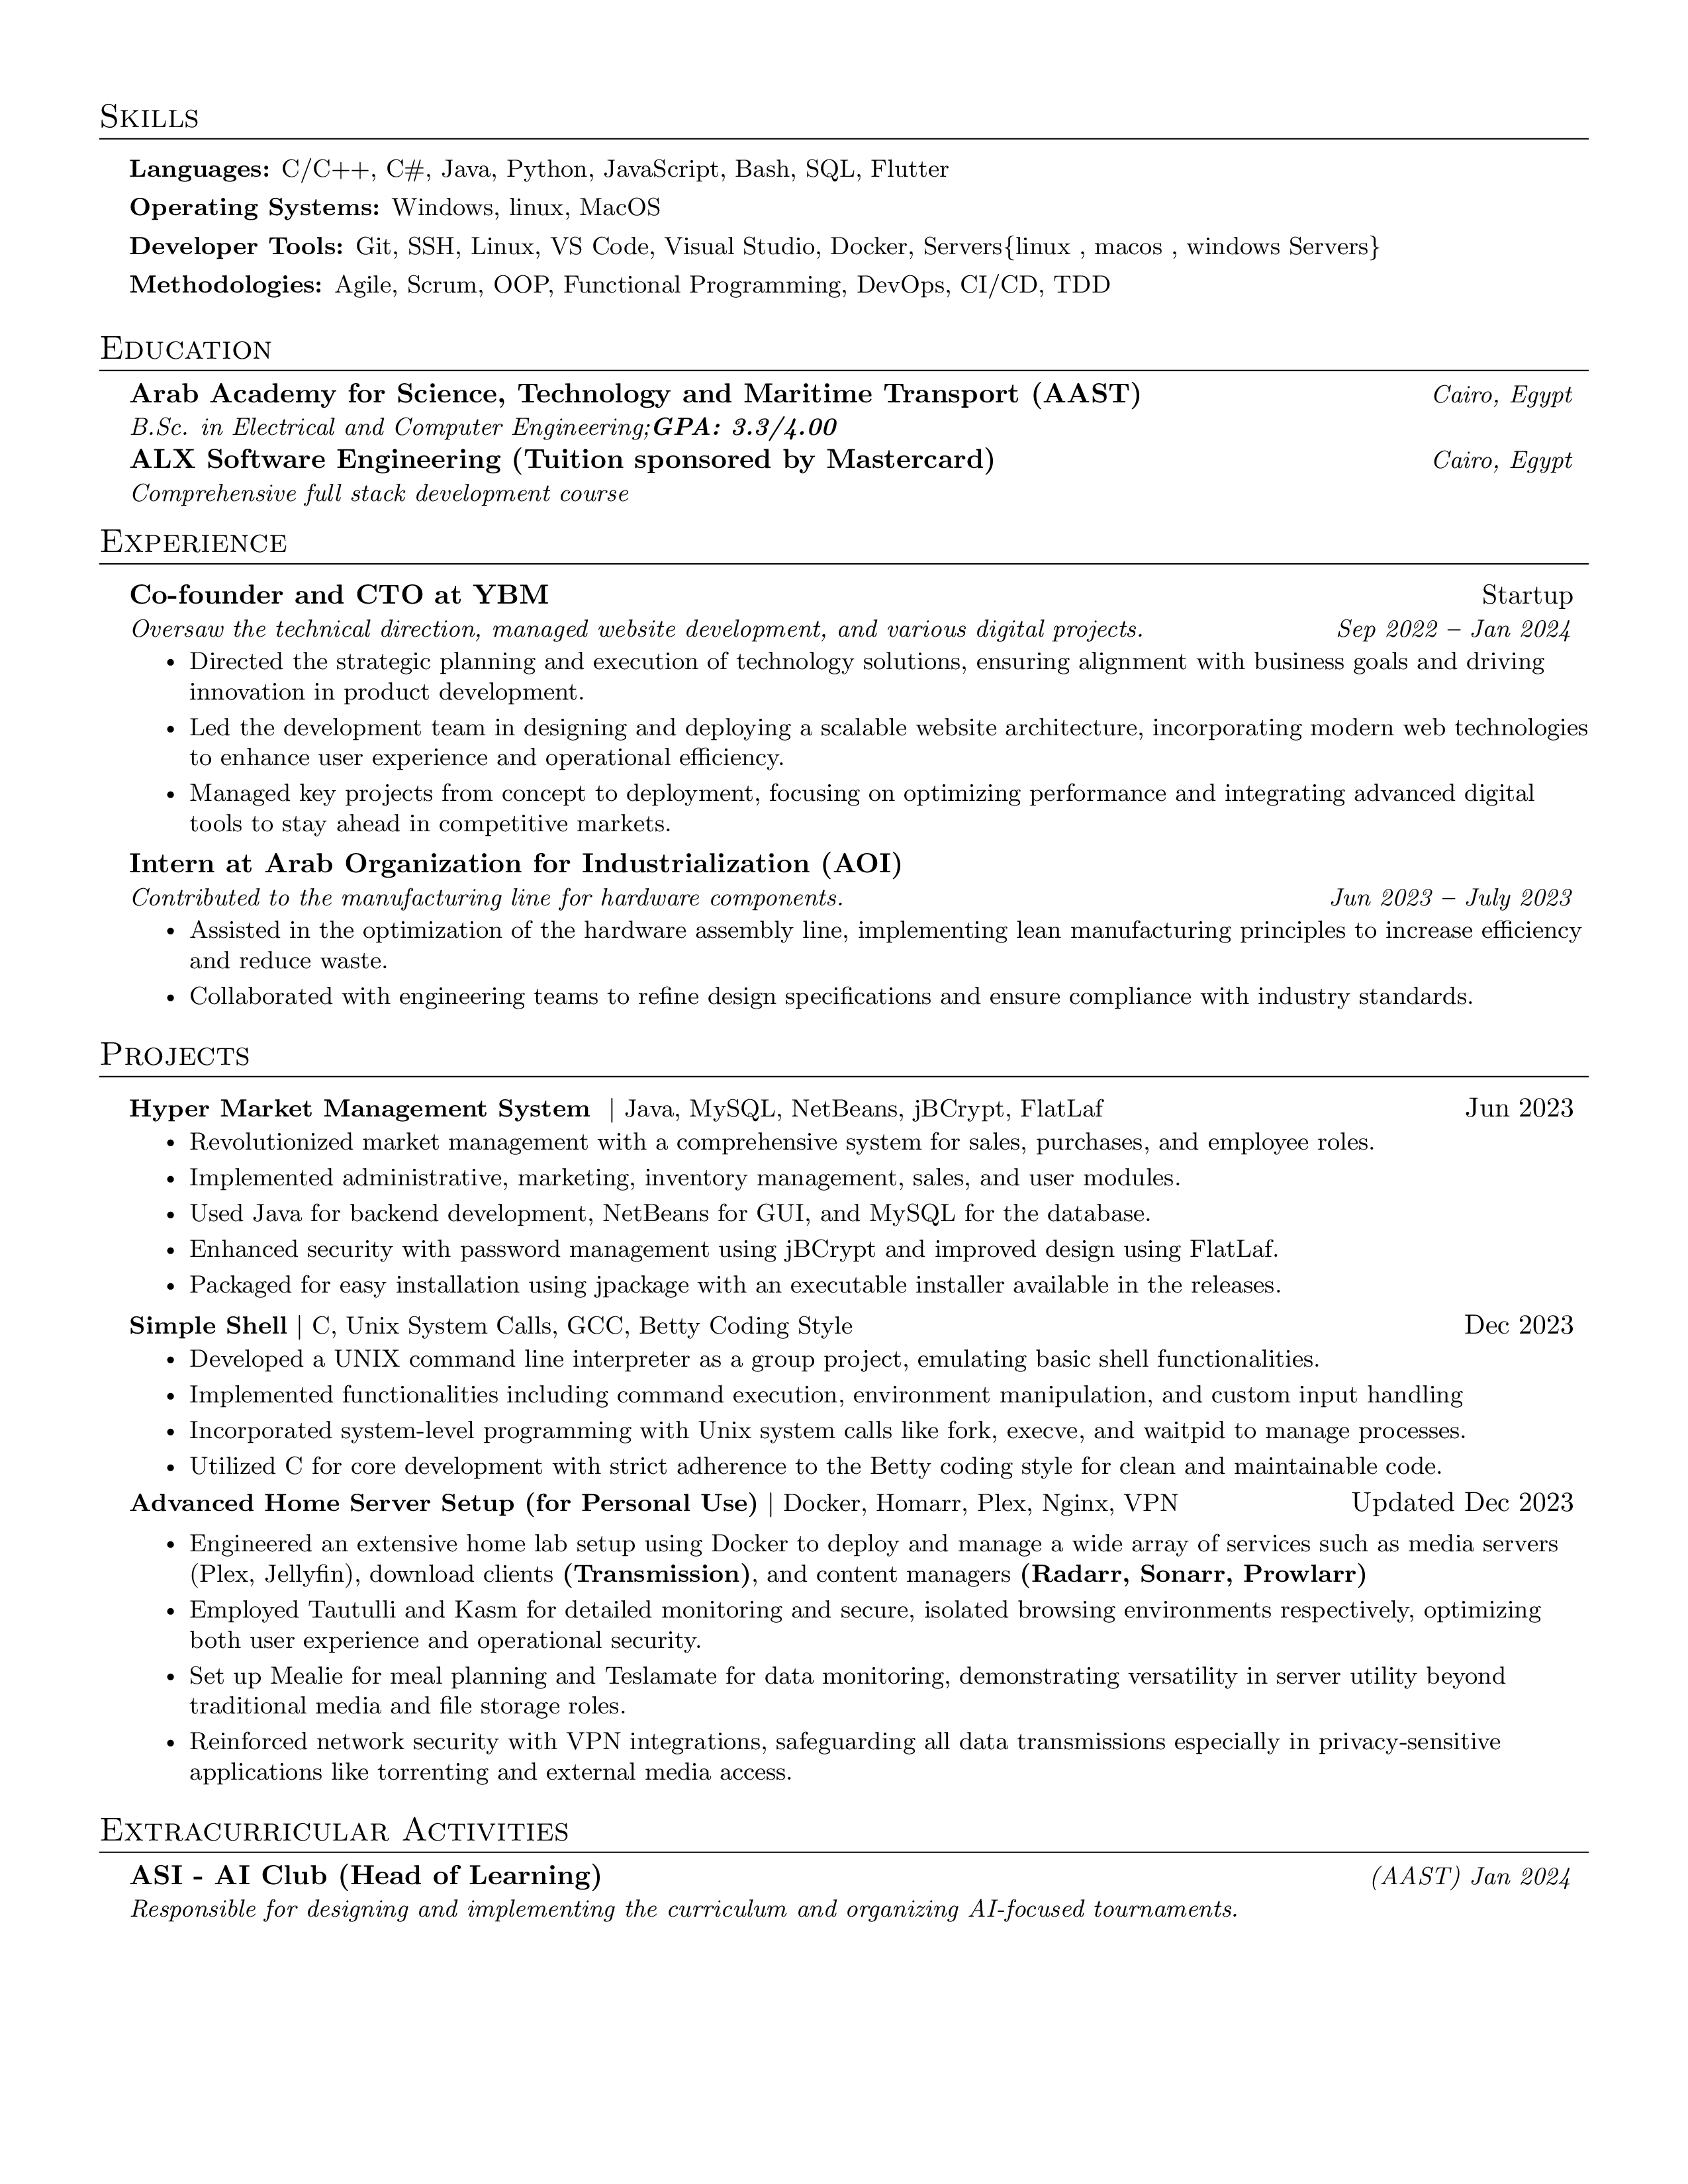 Skills
Languages: C/C++, C#, Java, Python, JavaScript, Bash, SQL, Flutter
Operating Systems: Windows, linux, MacOS
Developer Tools: Git, SSH, Linux, VS Code, Visual Studio, Docker, Servers{linux , macos , windows Servers}
Methodologies: Agile, Scrum, OOP, Functional Programming, DevOps, CI/CD, TDD
Education
Arab Academy for Science, Technology and Maritime Transport (AAST) Cairo, Egypt
B.Sc. in Electrical and Computer Engineering;GPA: 3.3/4.00
ALX Software Engineering (Tuition sponsored by Mastercard) Cairo, Egypt
Comprehensive full stack development course
Experience
Co-founder and CTO at YBM Startup
Oversaw the technical direction, managed website development, and various digital projects. Sep 2022 – Jan 2024
• Directed the strategic planning and execution of technology solutions, ensuring alignment with business goals and driving
innovation in product development.
• Led the development team in designing and deploying a scalable website architecture, incorporating modern web technologies
to enhance user experience and operational efficiency.
• Managed key projects from concept to deployment, focusing on optimizing performance and integrating advanced digital
tools to stay ahead in competitive markets.
Intern at Arab Organization for Industrialization (AOI)
Contributed to the manufacturing line for hardware components. Jun 2023 – July 2023
• Assisted in the optimization of the hardware assembly line, implementing lean manufacturing principles to increase efficiency
and reduce waste.
• Collaborated with engineering teams to refine design specifications and ensure compliance with industry standards.
Projects
Hyper Market Management System | Java, MySQL, NetBeans, jBCrypt, FlatLaf Jun 2023
• Revolutionized market management with a comprehensive system for sales, purchases, and employee roles.
• Implemented administrative, marketing, inventory management, sales, and user modules.
• Used Java for backend development, NetBeans for GUI, and MySQL for the database.
• Enhanced security with password management using jBCrypt and improved design using FlatLaf.
• Packaged for easy installation using jpackage with an executable installer available in the releases.
Simple Shell | C, Unix System Calls, GCC, Betty Coding Style Dec 2023
• Developed a UNIX command line interpreter as a group project, emulating basic shell functionalities.
• Implemented functionalities including command execution, environment manipulation, and custom input handling
• Incorporated system-level programming with Unix system calls like fork, execve, and waitpid to manage processes.
• Utilized C for core development with strict adherence to the Betty coding style for clean and maintainable code.
Advanced Home Server Setup (for Personal Use) | Docker, Homarr, Plex, Nginx, VPN Updated Dec 2023
• Engineered an extensive home lab setup using Docker to deploy and manage a wide array of services such as media servers
(Plex, Jellyfin), download clients (Transmission), and content managers (Radarr, Sonarr, Prowlarr)
• Employed Tautulli and Kasm for detailed monitoring and secure, isolated browsing environments respectively, optimizing
both user experience and operational security.
• Set up Mealie for meal planning and Teslamate for data monitoring, demonstrating versatility in server utility beyond
traditional media and file storage roles.
• Reinforced network security with VPN integrations, safeguarding all data transmissions especially in privacy-sensitive
applications like torrenting and external media access.
Extracurricular Activities
ASI - AI Club (Head of Learning) (AAST) Jan 2024
Responsible for designing and implementing the curriculum and organizing AI-focused tournaments.